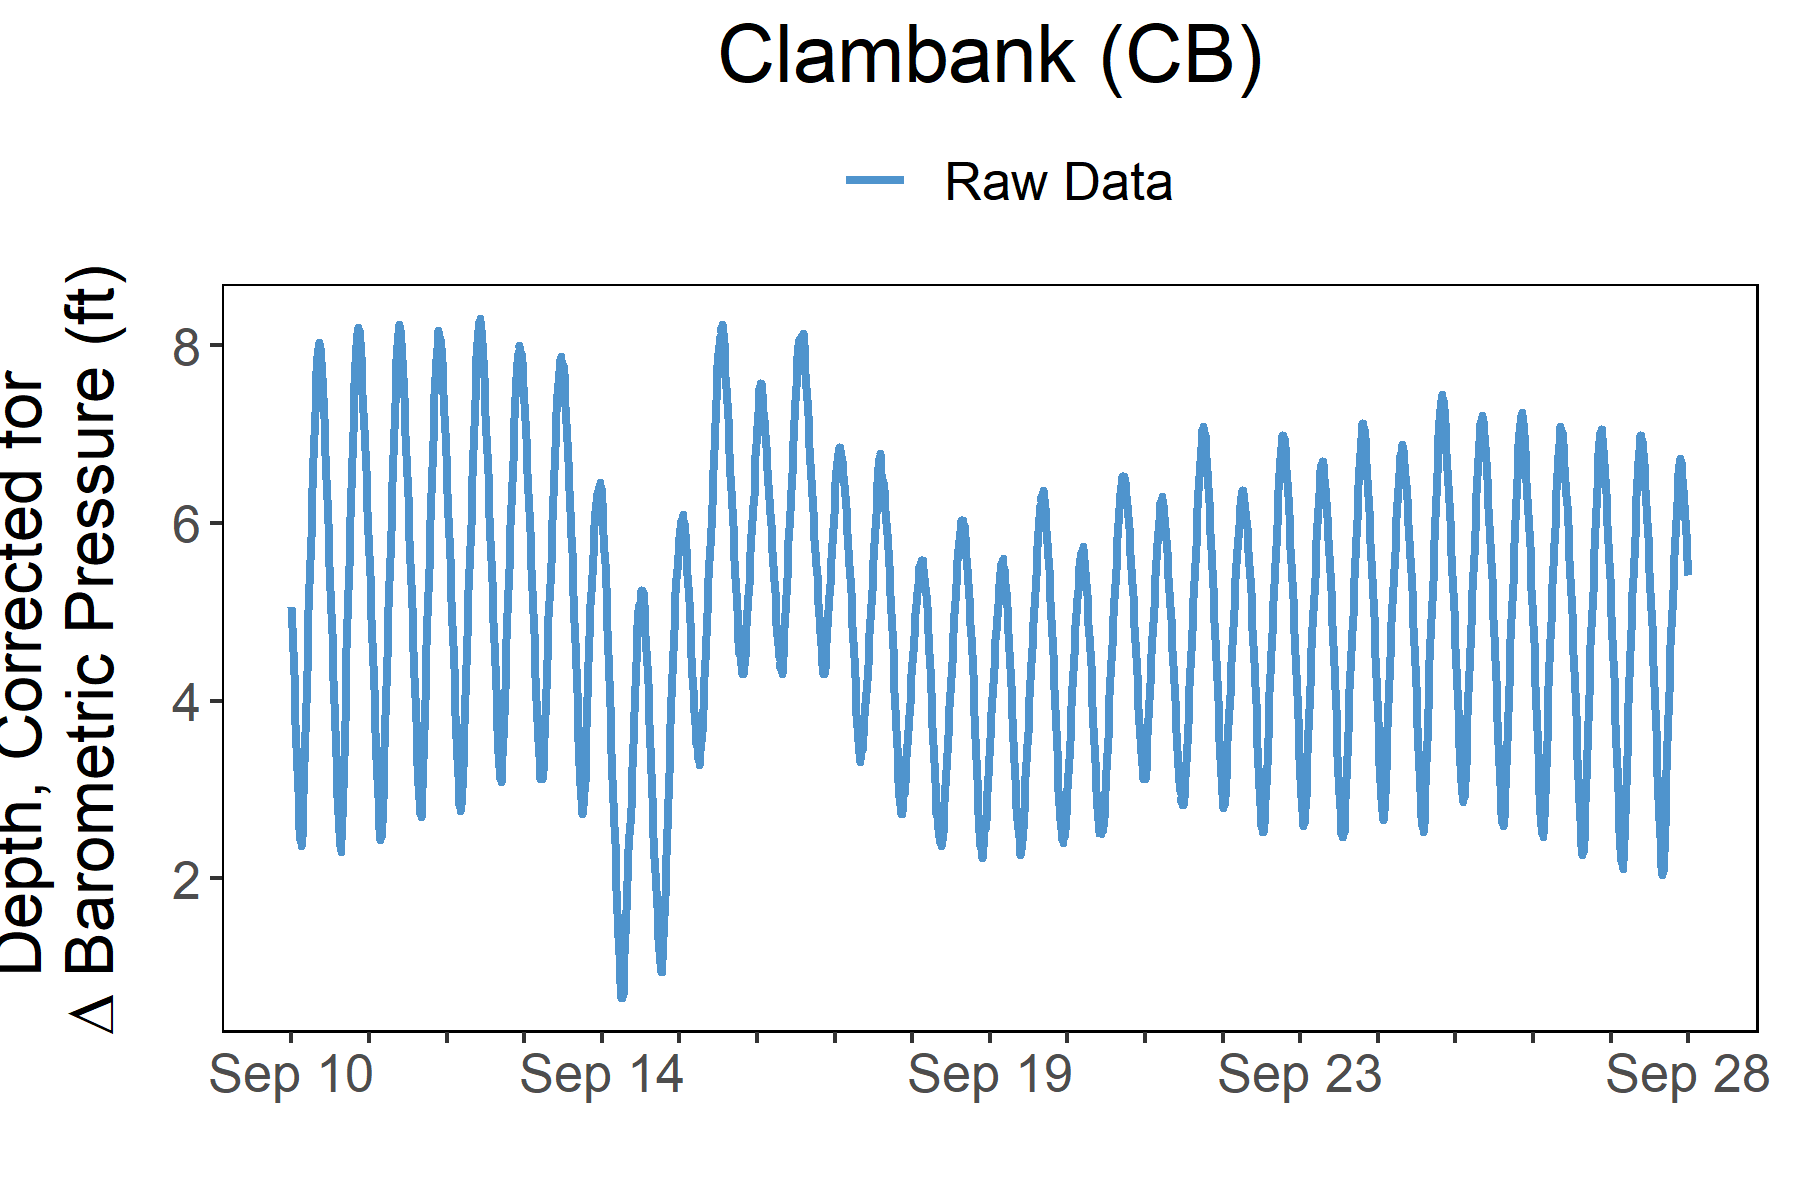 Clambank (CB)
Raw Data
Depth, Corrected for
Δ Barometric Pressure (ft)
8
6
4
2
Sep 10
Sep 14
Sep 19
Sep 23
Sep 28